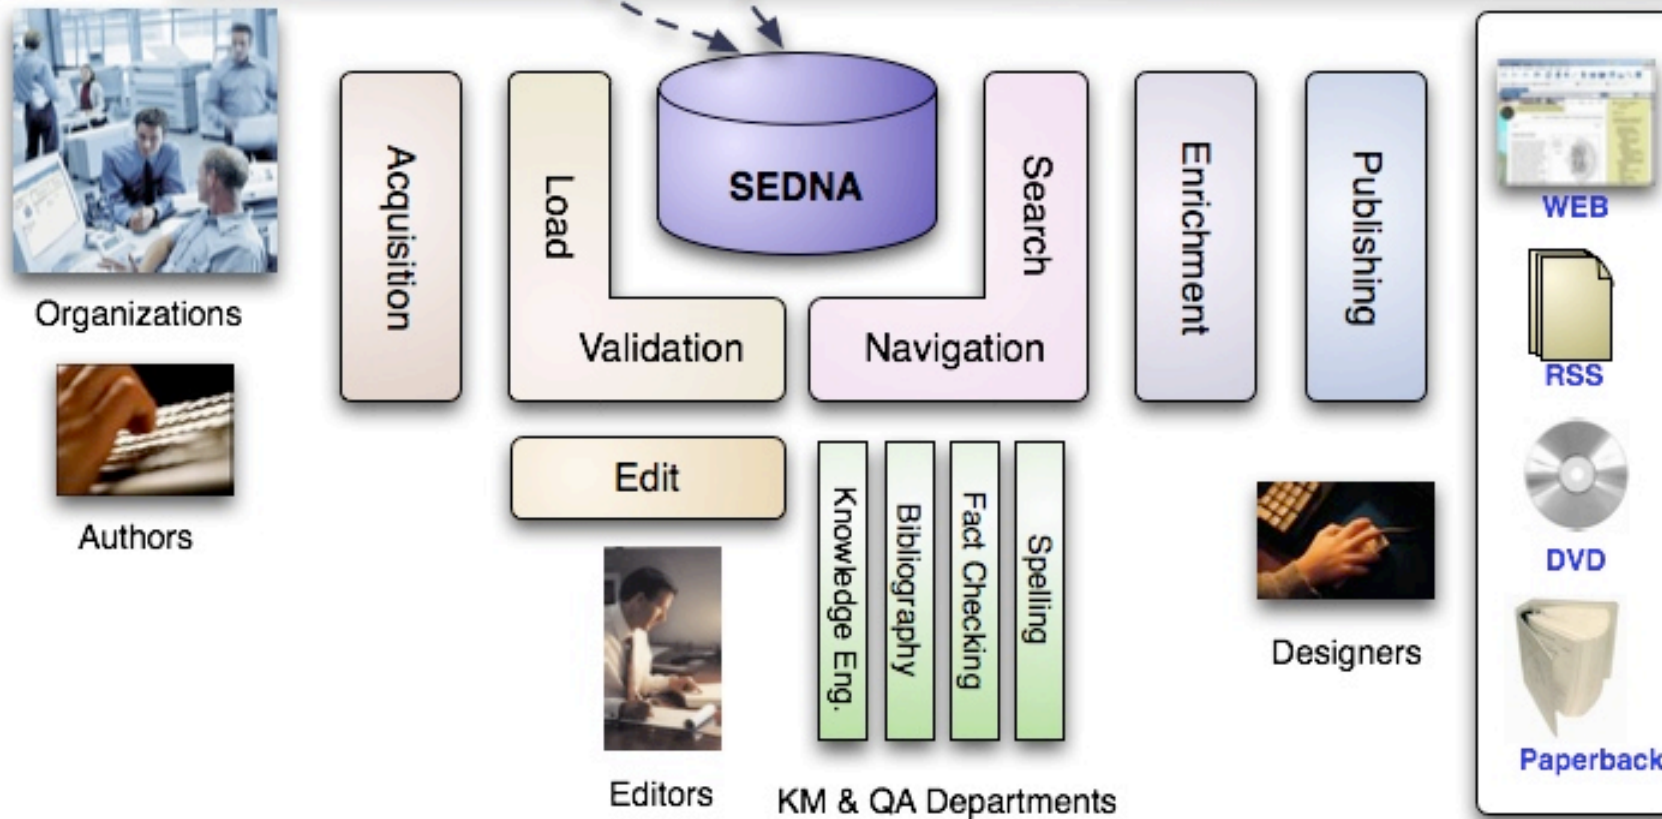 Organizations
Authors
Acquisition
Load
Validation
SEDNA
Search
Navigation
Enrichment
Publishing
Edit
Editors
Knowledge Eng.
Bibliography
Fact Checking
Spelling
KM & QA Departments
Designers
WEB
RSS
DVD
Paperback